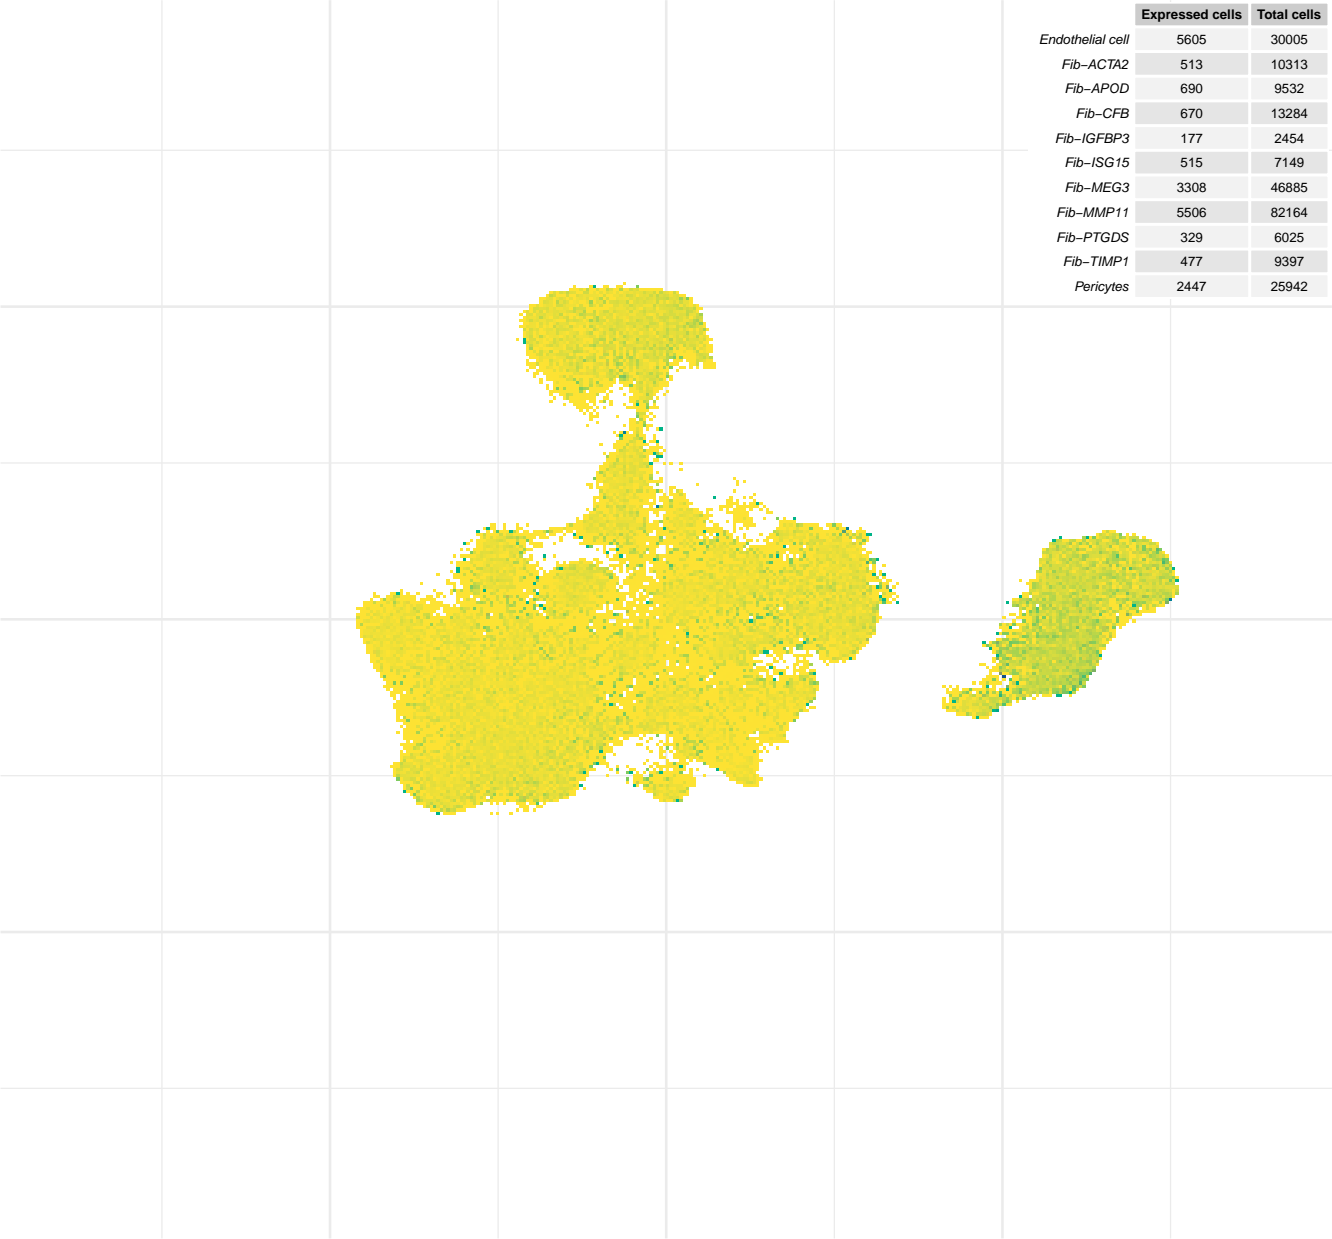 Expressed cells Total cells
Endothelial cell 5605 30005
Fib−ACTA2 513 10313
Fib−APOD 690 9532
Fib−CFB 670 13284
Fib−IGFBP3 177 2454
Fib−ISG15 515 7149
Fib−MEG3 3308 46885
Fib−MMP11 5506 82164
Fib−PTGDS 329 6025
Fib−TIMP1 477 9397
Pericytes 2447 25942